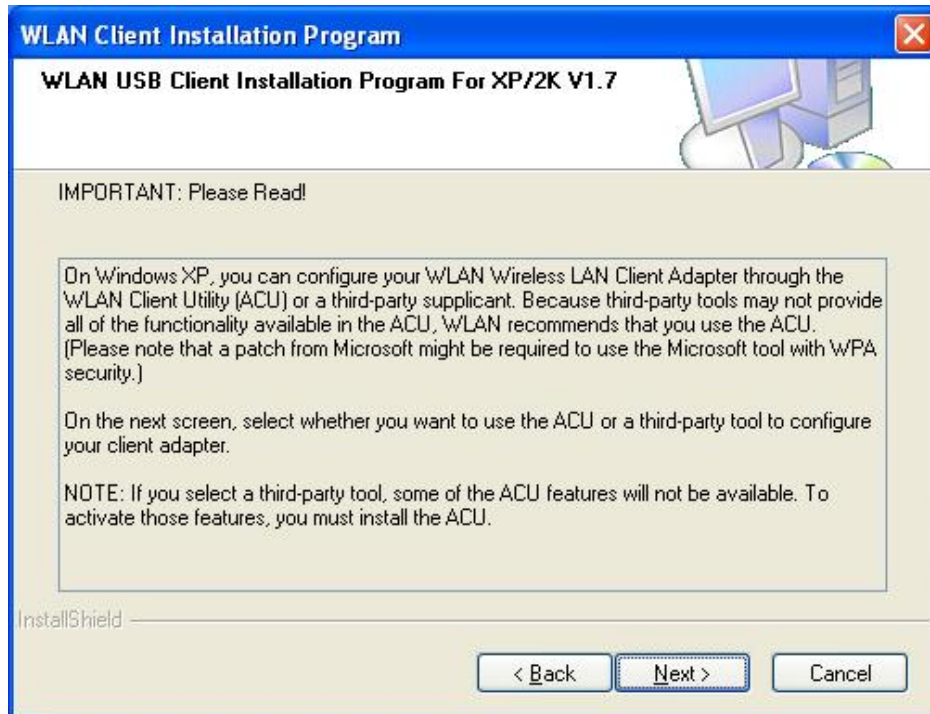 WLAN Client Installation Program
WLAN USB Client Installation Program For XP/2K V1.7
IMPORTANT: Please Read!
On Windows XP, you can configure your WLAN Wireless LAN Client Adapter through the
WLAN Client Utility (ACU) or a third-party supplicant. Because third-party tools may not provide
all of the functionality available in the ACU, WLAN recommends that you use the ACU.
(Please note that a patch from Microsoft might be required to use the Microsoft tool with WPA
security.)
On the next screen, select whether you want to use the ACU or a third-party tool to configure
your client adapter.
NOTE: If you select a third-party tool, some of the ACU features will not be available. To
activate those features, you must install the ACU.
InstallShield
< Back
Next >
Cancel